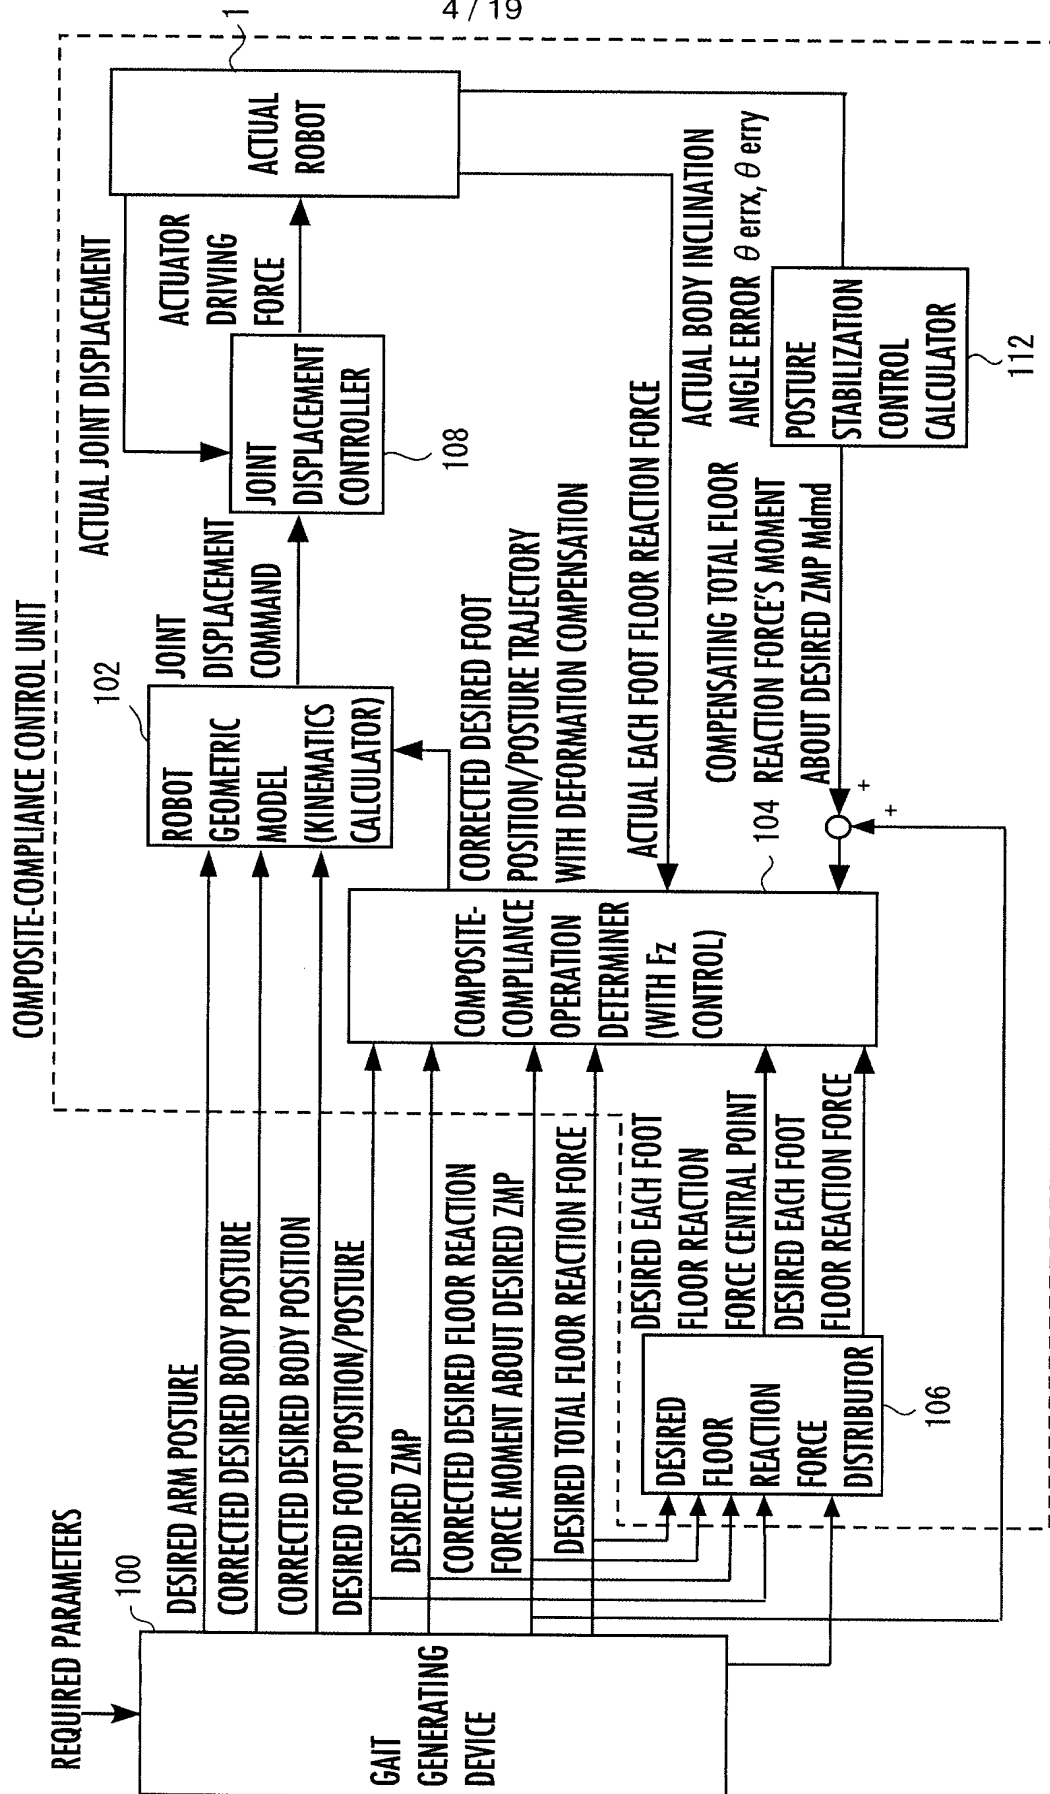 4 / 19
COMPOSITE-COMPLIANCE CONTROL UNIT
REQUIRED PARAMETERS
100
GAIT
GENERATING
DEVICE
DESIRED ARM POSTURE
CORRECTED DESIRED BODY POSTURE
CORRECTED DESIRED BODY POSITION
DESIRED FOOT POSITION/POSTURE
DESIRED ZMP
CORRECTED DESIRED FLOOR REACTION
FORCE MOMENT ABOUT DESIRED ZMP
DESIRED TOTAL FLOOR REACTION FORCE
DESIRED
FLOOR
REACTION
FORCE
DISTRIBUTOR
106
DESIRED EACH FOOT
FLOOR REACTION
FORCE CENTRAL POINT
DESIRED EACH FOOT
FLOOR REACTION FORCE
102
ROBOT
GEOMETRIC
MODEL
(KINEMATICS
CALCULATOR)
COMPOSITE-
COMPLIANCE
OPERATION
DETERMINER
(WITH Fz
CONTROL)
104
CORRECTED DESIRED FOOT
POSITION/POSTURE TRAJECTORY
WITH DEFORMATION COMPENSATION
JOINT
DISPLACEMENT
COMMAND
JOINT
DISPLACEMENT
CONTROLLER
108
ACTUAL JOINT DISPLACEMENT
ACTUATOR
DRIVING
FORCE
ACTUAL
ROBOT
1
ACTUAL EACH FOOT FLOOR REACTION FORCE
ACTUAL BODY INCLINATION
ANGLE ERROR θ errx, θ erry
POSTURE
STABILIZATION
CONTROL
CALCULATOR
112
COMPENSATING TOTAL FLOOR
REACTION FORCE'S MOMENT
ABOUT DESIRED ZMP Mdmd
+
+